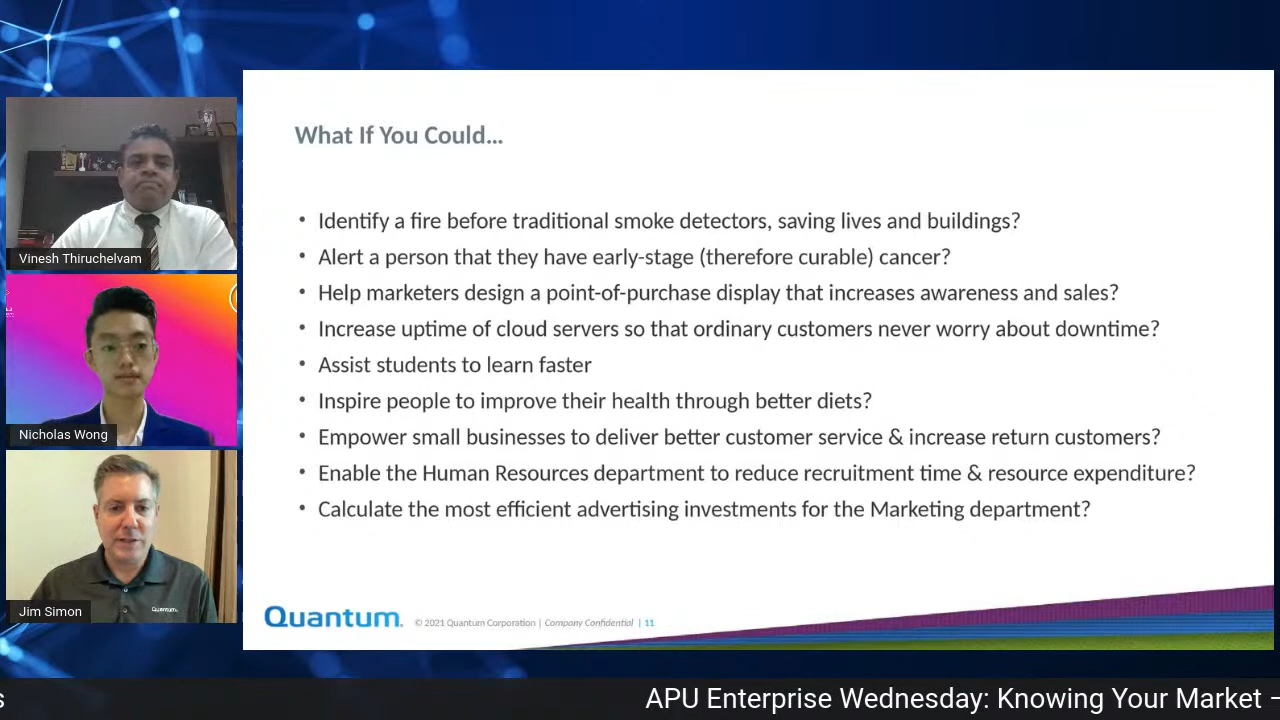 What If You Could...
• Identify a fire before traditional smoke detectors, saving lives and buildings?
• Alert a person that they have early-stage (therefore curable) cancer?
• Help marketers design a point-of-purchase display that increases awareness and sales?
• Increase uptime of cloud servers so that ordinary customers never worry about downtime?
• Assist students to learn faster
• Inspire people to improve their health through better diets?
• Empower small businesses to deliver better customer service & increase return customers?
• Enable the Human Resources department to reduce recruitment time & resource expenditure?
• Calculate the most efficient advertising investments for the Marketing department?
Quantum. © 2021 Quantum Corporation | Company Confidential | 11
Vinesh Thiruchelvam
Nicholas Wong
Quantum.
Jim Simon
s APU Enterprise Wednesday: Knowing Your Market -